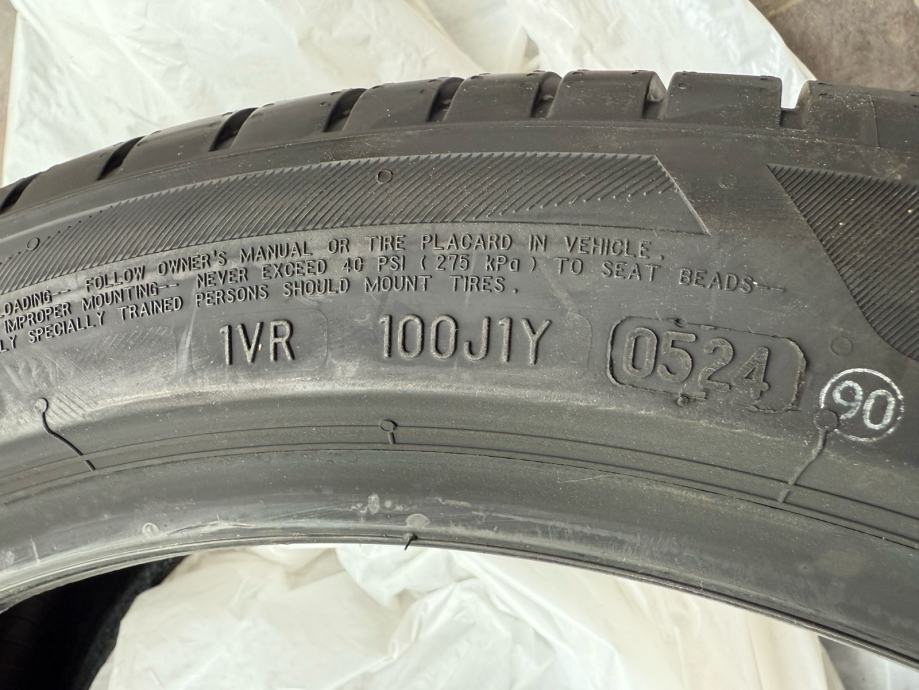 LOADING— FOLLOW OWNER'S MANUAL OR TIRE PLACARD IN VEHICLE.
IMPROPER MOUNTING— NEVER EXCEED 40 PSI (275 kPa) TO SEAT BEADS—
LY SPECIALLY TRAINED PERSONS SHOULD MOUNT TIRES.
1VR 100J1Y 0524 90